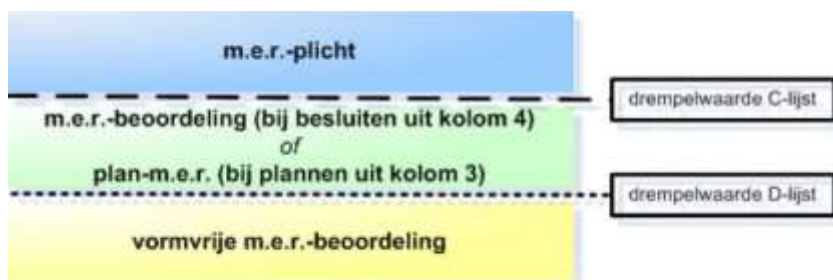 m.e.r.-plicht
drempelwaarde C-lijst
m.e.r.-beoordeling (bij besluiten uit kolom 4)
of
plan-m.e.r. (bij plannen uit kolom 3)
drempelwaarde D-lijst
vormvrije m.e.r.-beoordeling